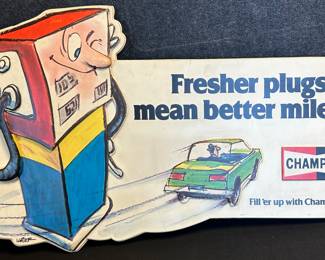 Fresher plugs
mean better mile
CHAMP
Fill 'er up with Cham